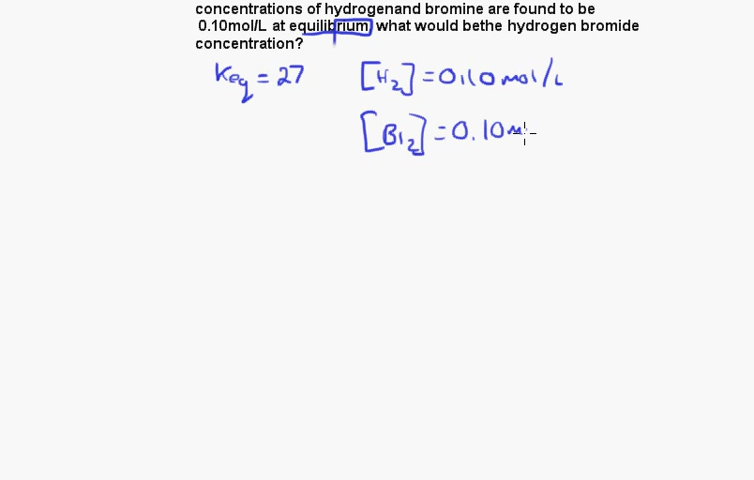 concentrations of hydrogenand bromine are found to be
0.10mol/L at equilibrium, what would bethe hydrogen bromide
concentration?
Keq = 27 [H2] = 0.10 mol/L
[Br2] = 0.10 m